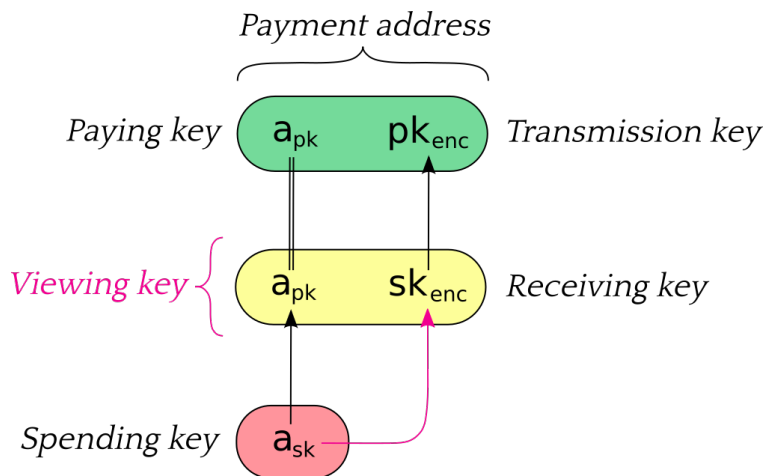 Payment address
Paying key a_pk pk_enc Transmission key
Viewing key a_pk sk_enc Receiving key
Spending key a_sk